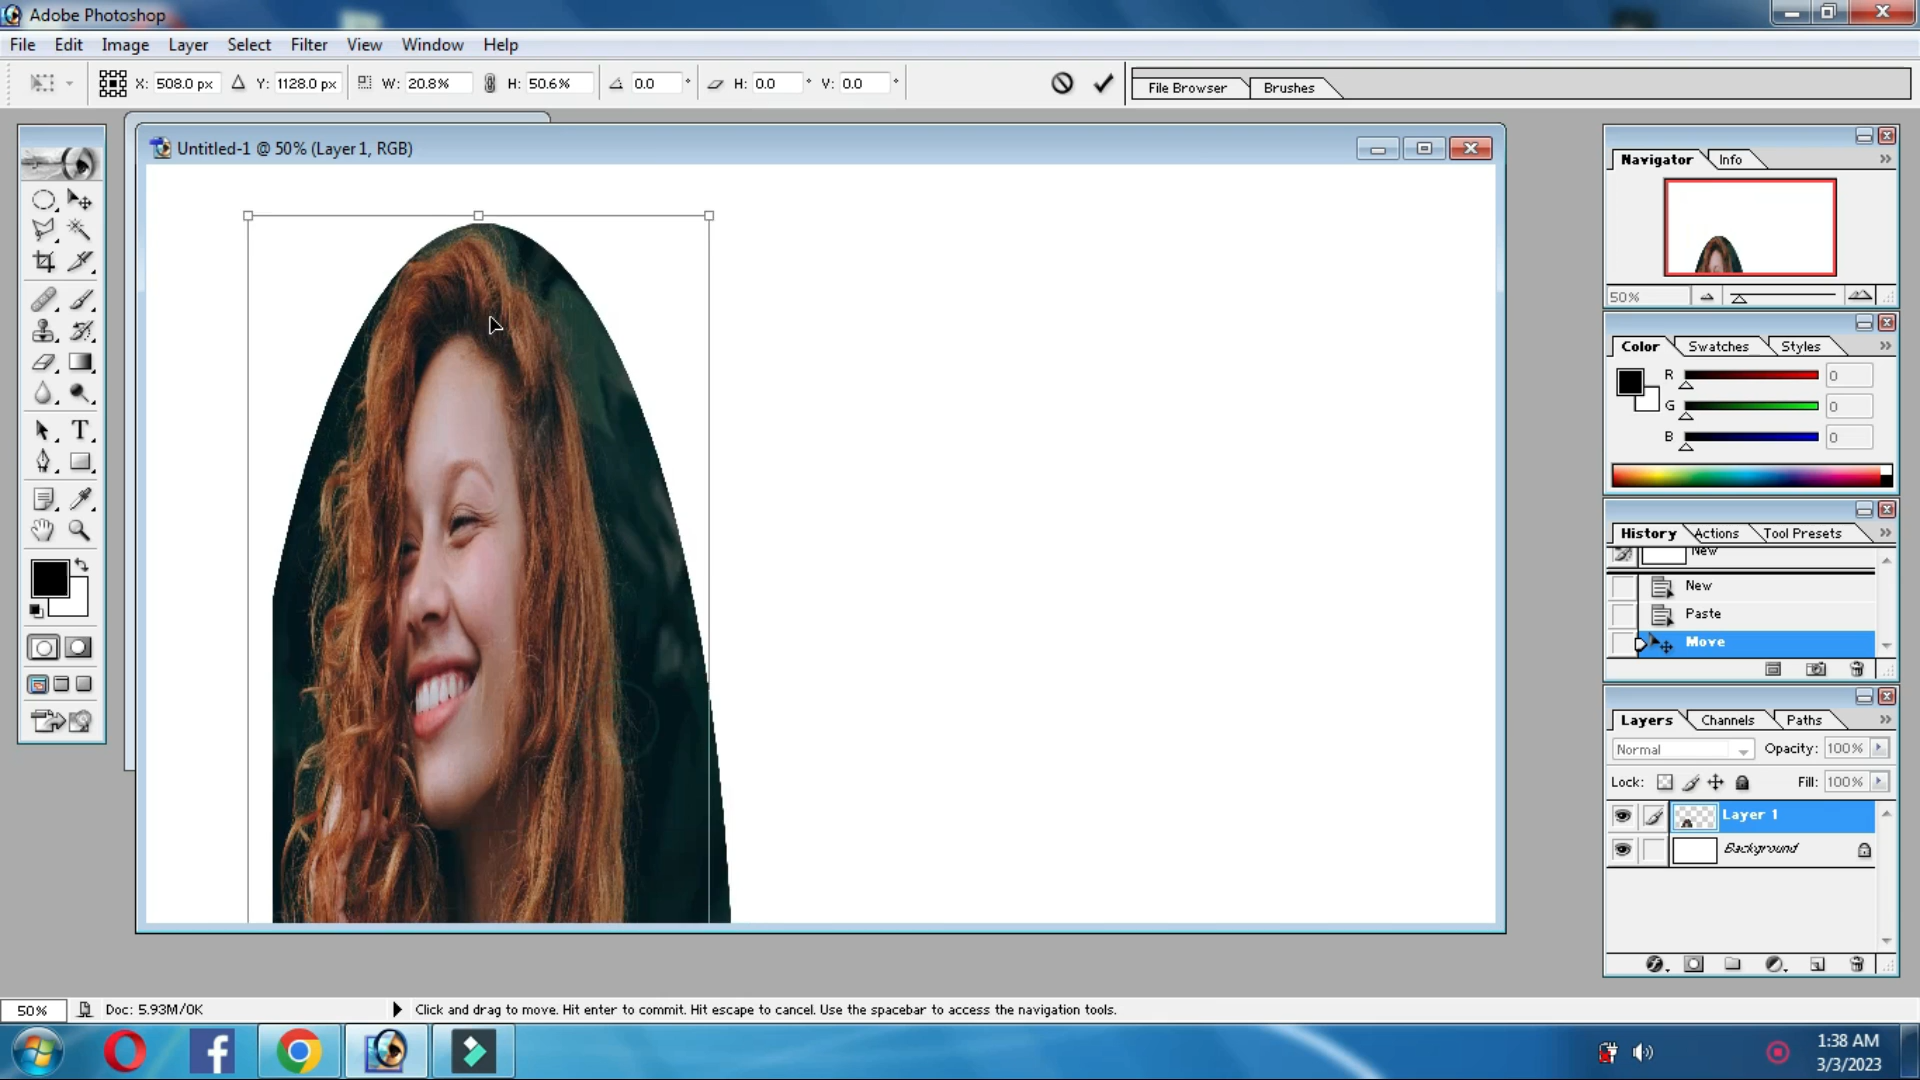 Adobe Photoshop
File Edit Image Layer Select Filter View Window Help
X: 508.0 px Y: 1128.0 px W: 20.8% H: 50.6% 0.0 ° H: 0.0 ° V: 0.0 °
File Browser Brushes
Untitled-1 @ 50% (Layer 1, RGB)
Navigator Info
50%
Color Swatches Styles
R 0
G 0
B 0
History Actions Tool Presets
New
New
Paste
Move
Layers Channels Paths
Normal Opacity: 100%
Lock: Fill: 100%
Layer 1
Background
50% Doc: 5.93M/0K Click and drag to move. Hit enter to commit. Hit escape to cancel. Use the spacebar to access the navigation tools.
1:38 AM
3/3/2023